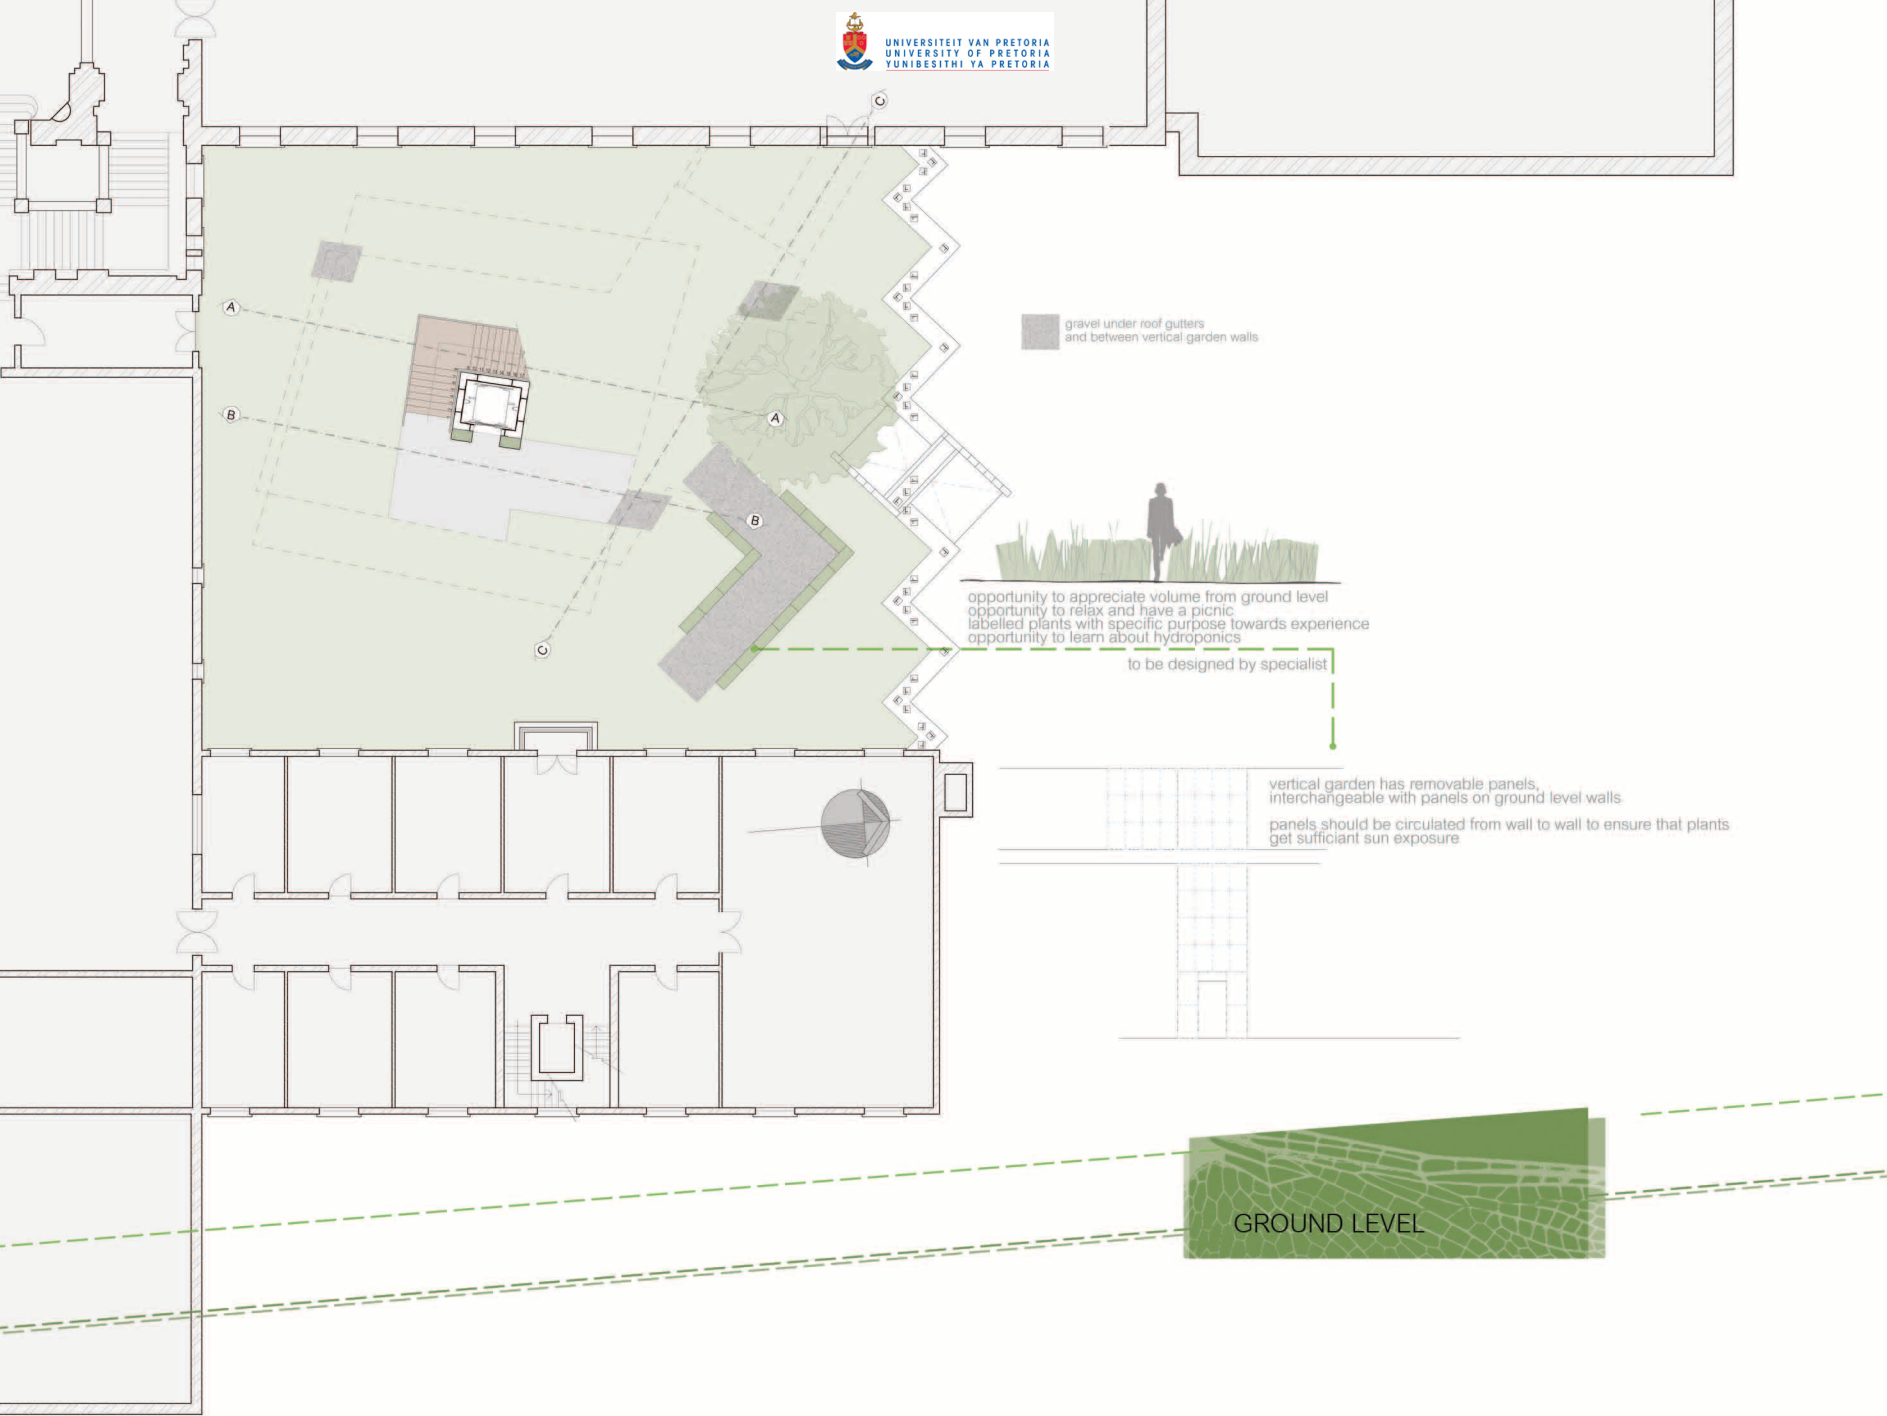 UNIVERSITEIT VAN PRETORIA
UNIVERSITY OF PRETORIA
YUNIBESITHI YA PRETORIA
C
A
gravel under roof gutters
and between vertical garden walls
B
A
B
opportunity to appreciate volume from ground level
opportunity to relax and have a picnic
labelled plants with specific purpose towards experience
opportunity to learn about hydroponics
C
to be designed by specialist
vertical garden has removable panels,
interchangeable with panels on ground level walls
panels should be circulated from wall to wall to ensure that plants
get sufficiant sun exposure
GROUND LEVEL